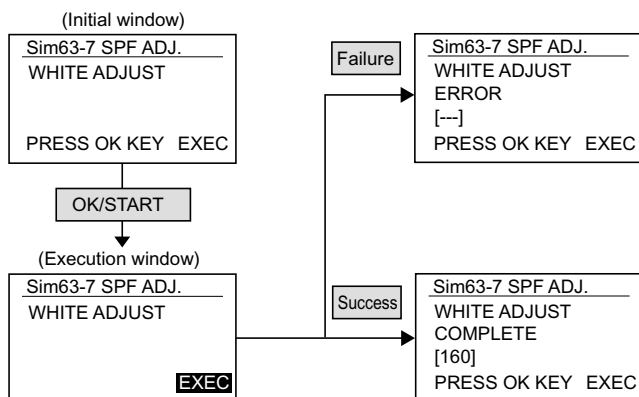 (Initial window)
Sim63-7 SPF ADJ.
WHITE ADJUST
PRESS OK KEY EXEC
OK/START
(Execution window)
Sim63-7 SPF ADJ.
WHITE ADJUST
EXEC
Failure
Sim63-7 SPF ADJ.
WHITE ADJUST
ERROR
[---]
PRESS OK KEY EXEC
Success
Sim63-7 SPF ADJ.
WHITE ADJUST
COMPLETE
[160]
PRESS OK KEY EXEC